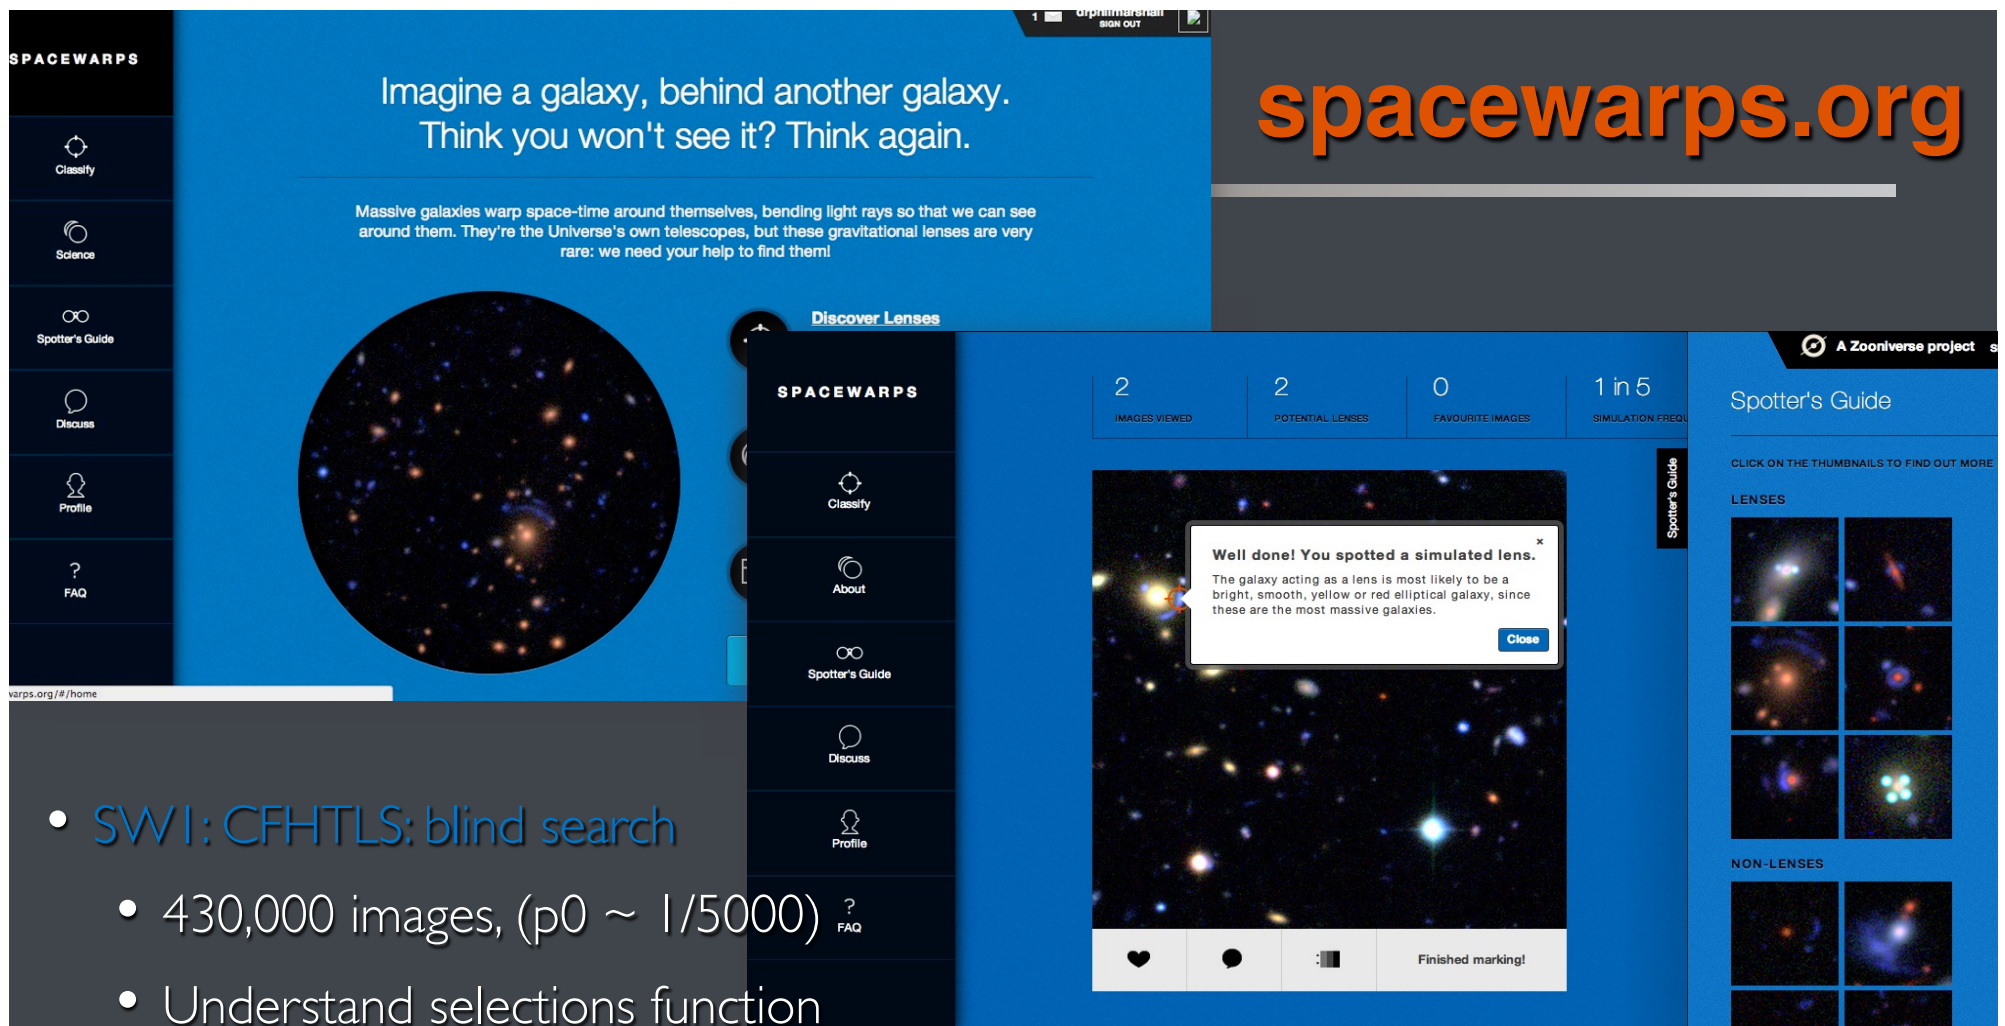 1
drphilmarshall
SIGN OUT
SPACEWARPS
Classify
Science
Spotter's Guide
Discuss
Profile
?
FAQ
Imagine a galaxy, behind another galaxy.
Think you won't see it? Think again.
Massive galaxies warp space-time around themselves, bending light rays so that we can see
around them. They're the Universe's own telescopes, but these gravitational lenses are very
rare: we need your help to find them!
Discover Lenses
warps.org/#/home
spacewarps.org
SPACEWARPS
Classify
About
Spotter's Guide
Discuss
Profile
?
FAQ
2
IMAGES VIEWED
2
POTENTIAL LENSES
0
FAVOURITE IMAGES
1 in 5
SIMULATION FREQU
Spotter's Guide
Well done! You spotted a simulated lens.
The galaxy acting as a lens is most likely to be a
bright, smooth, yellow or red elliptical galaxy, since
these are the most massive galaxies.
Close
Finished marking!
A Zooniverse project
Spotter's Guide
CLICK ON THE THUMBNAILS TO FIND OUT MORE
LENSES
NON-LENSES
• SW1: CFHTLS: blind search
• 430,000 images, (p0 ~ 1/5000)
• Understand selections function